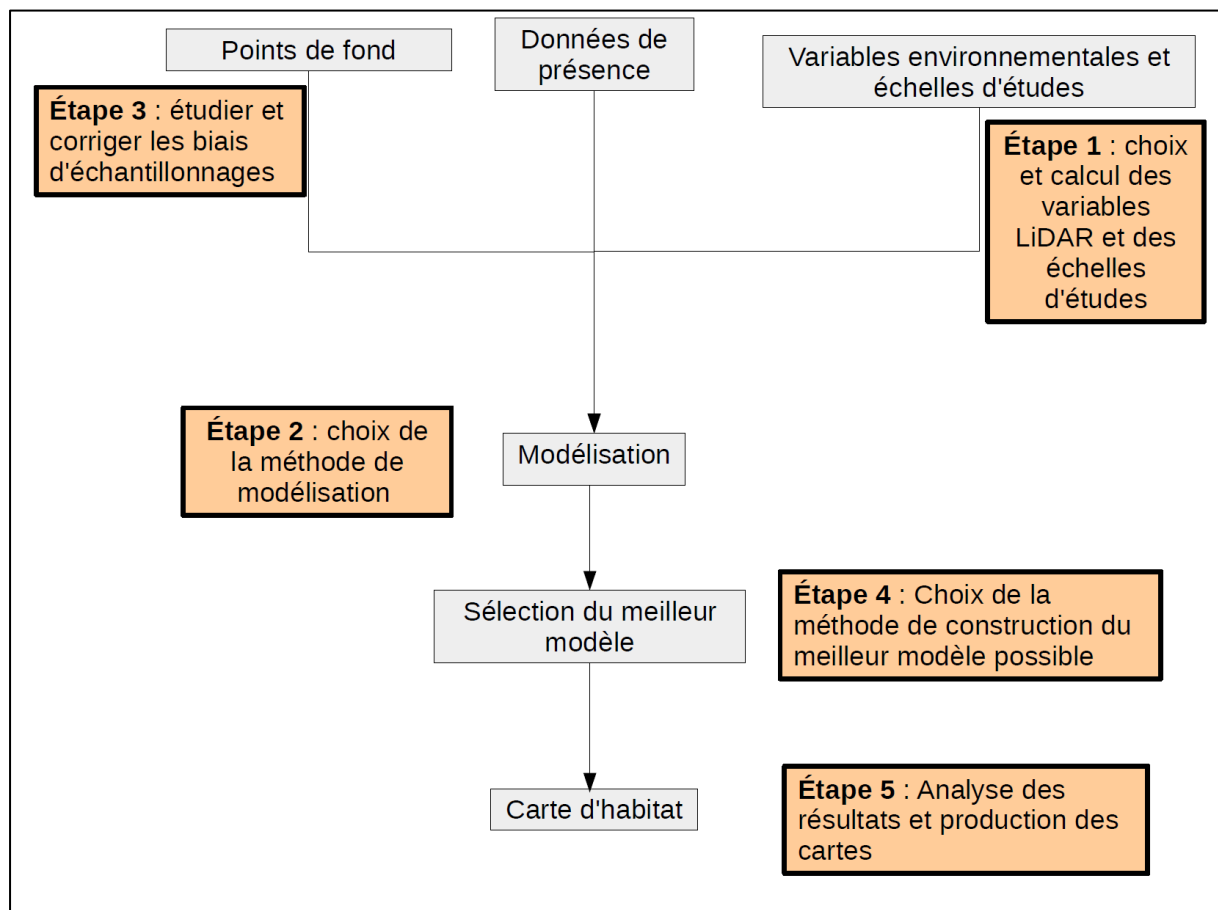 Points de fond
Données de
présence
Variables environnementales et
échelles d'études
Étape 3 : étudier et
corriger les biais
d'échantillonnages
Étape 1 : choix
et calcul des
variables
LiDAR et des
échelles
d'études
Étape 2 : choix de
la méthode de
modélisation
Modélisation
Sélection du meilleur
modèle
Étape 4 : Choix de la
méthode de construction du
meilleur modèle possible
Carte d'habitat
Étape 5 : Analyse des
résultats et production des
cartes